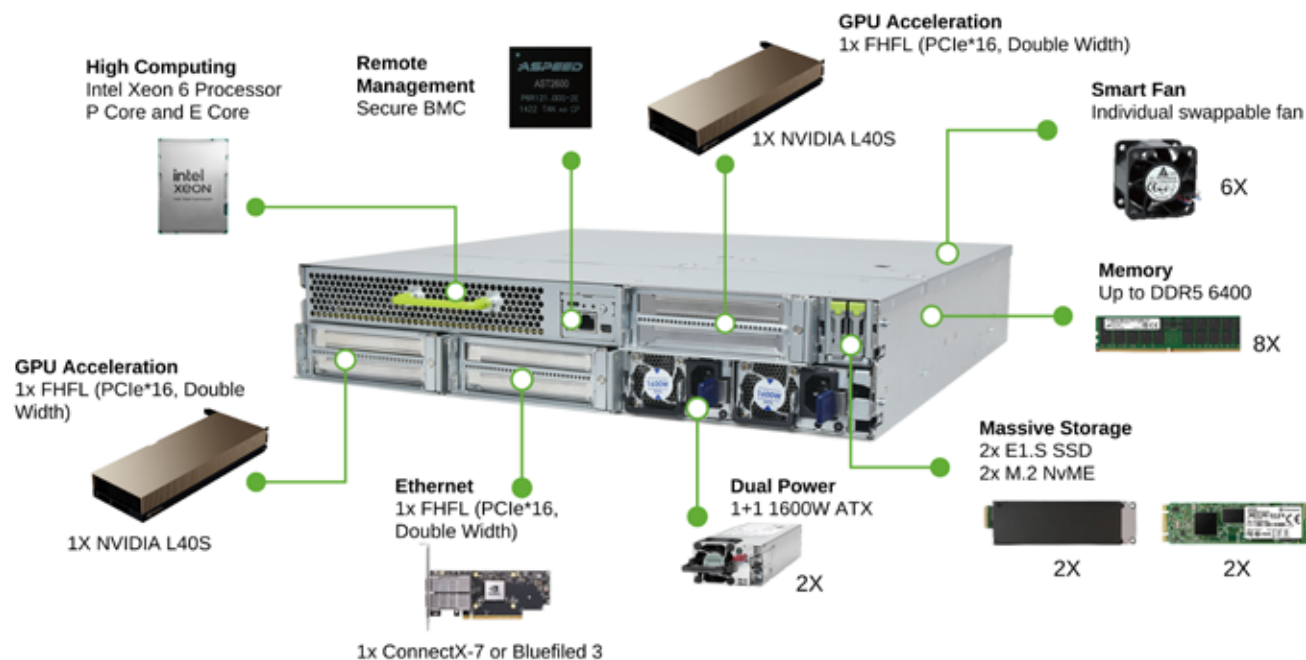 GPU Acceleration
1x FHFL (PCIe*16, Double Width)
High Computing
Intel Xeon 6 Processor
P Core and E Core
Remote
Management
Secure BMC
ASPEED
AST2600
intel
XEON
1X NVIDIA L40S
Smart Fan
Individual swappable fan
6X
Memory
Up to DDR5 6400
8X
GPU Acceleration
1x FHFL (PCIe*16, Double
Width)
1X NVIDIA L40S
1600W
1600W
Ethernet
1x FHFL (PCIe*16,
Double Width)
1x ConnectX-7 or Bluefiled 3
Dual Power
1+1 1600W ATX
2X
Massive Storage
2x E1.S SSD
2x M.2 NvME
2X
2X